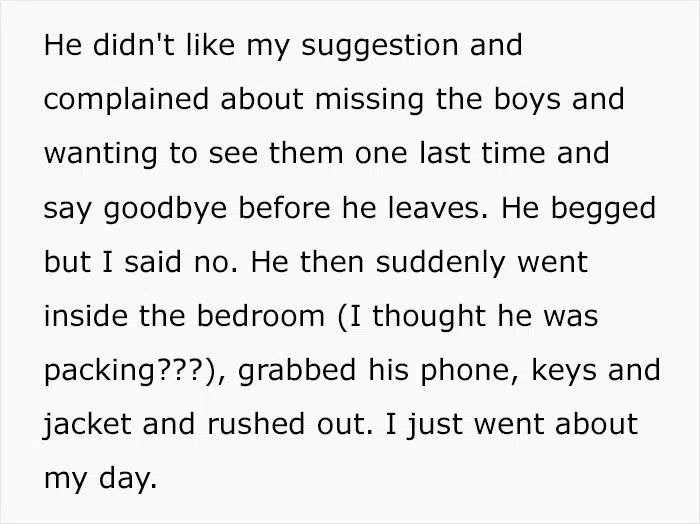 He didn't like my suggestion and
complained about missing the boys and
wanting to see them one last time and
say goodbye before he leaves. He begged
but I said no. He then suddenly went
inside the bedroom (I thought he was
packing???), grabbed his phone, keys and
jacket and rushed out. I just went about
my day.